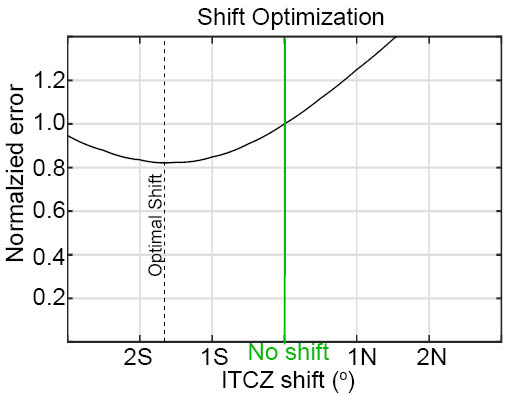 Shift Optimization
Normalzied error
1.2
1.0
0.8
0.6
0.4
0.2
Optimal Shift
2S
1S
No shift
1N
2N
ITCZ shift (º)